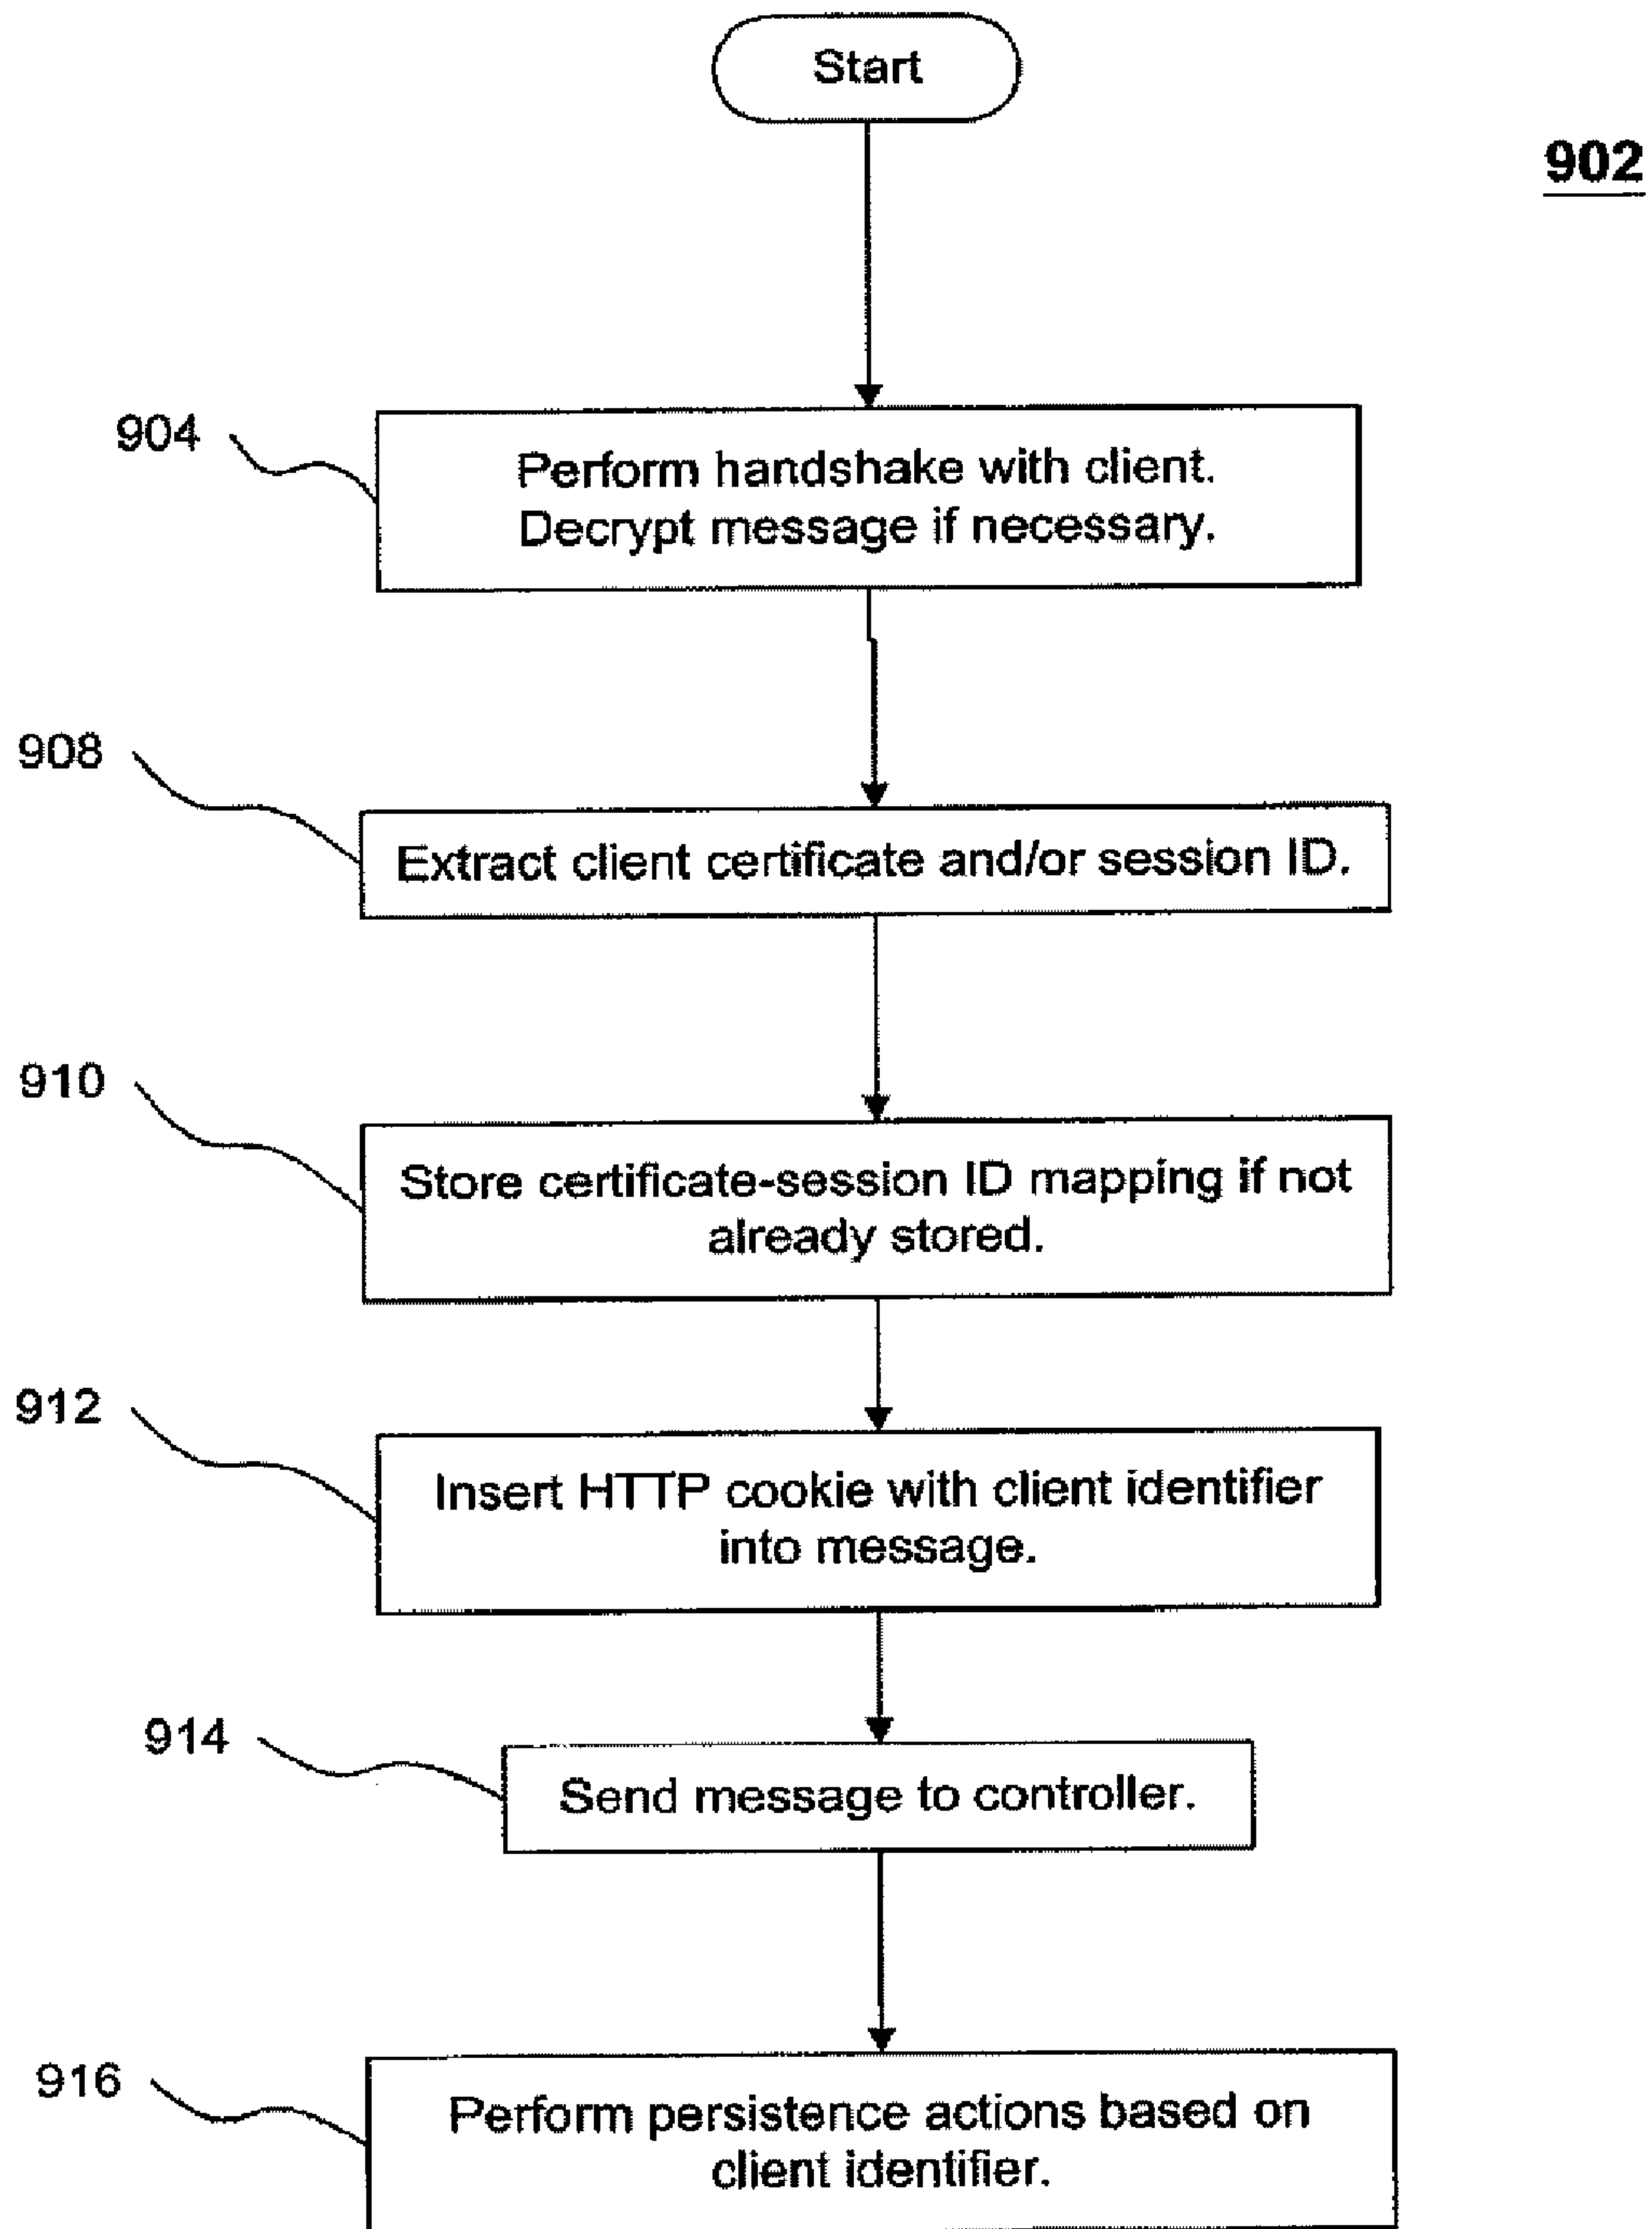 Start
902
904
Perform handshake with client.
Decrypt message if necessary.
908
Extract client certificate and/or session ID.
910
Store certificate-session ID mapping if not
already stored.
912
Insert HTTP cookie with client identifier
into message.
914
Send message to controller.
916
Perform persistence actions based on
client identifier.